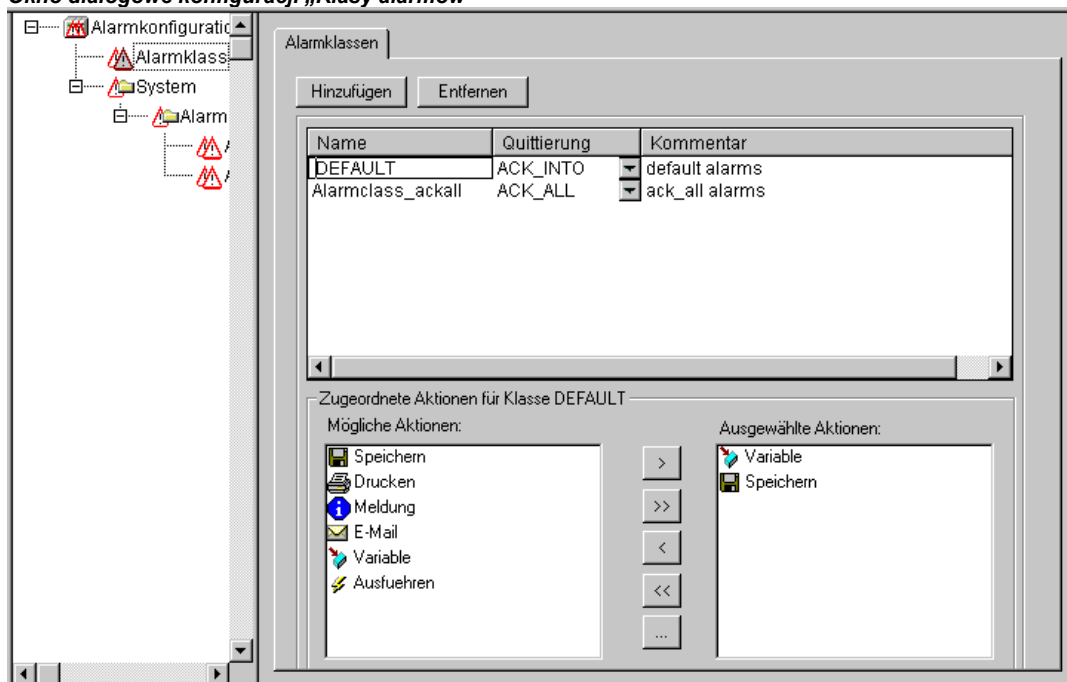 Okno dialogowe konfiguracji „Klasy alarmów”
Alarmkonfiguratic
Alarmklass
System
Alarm
Alarmklassen
Hinzufügen Entfernen
Name Quittierung Kommentar
DEFAULT ACK_INTO default alarms
Alarmclass_ackall ACK_ALL ack_all alarms
Zugeordnete Aktionen für Klasse DEFAULT
Mögliche Aktionen: Ausgewählte Aktionen:
Speichern > Variable
Drucken Speichern
Meldung >>
E-Mail
Variable <
Ausfuehren <<
...